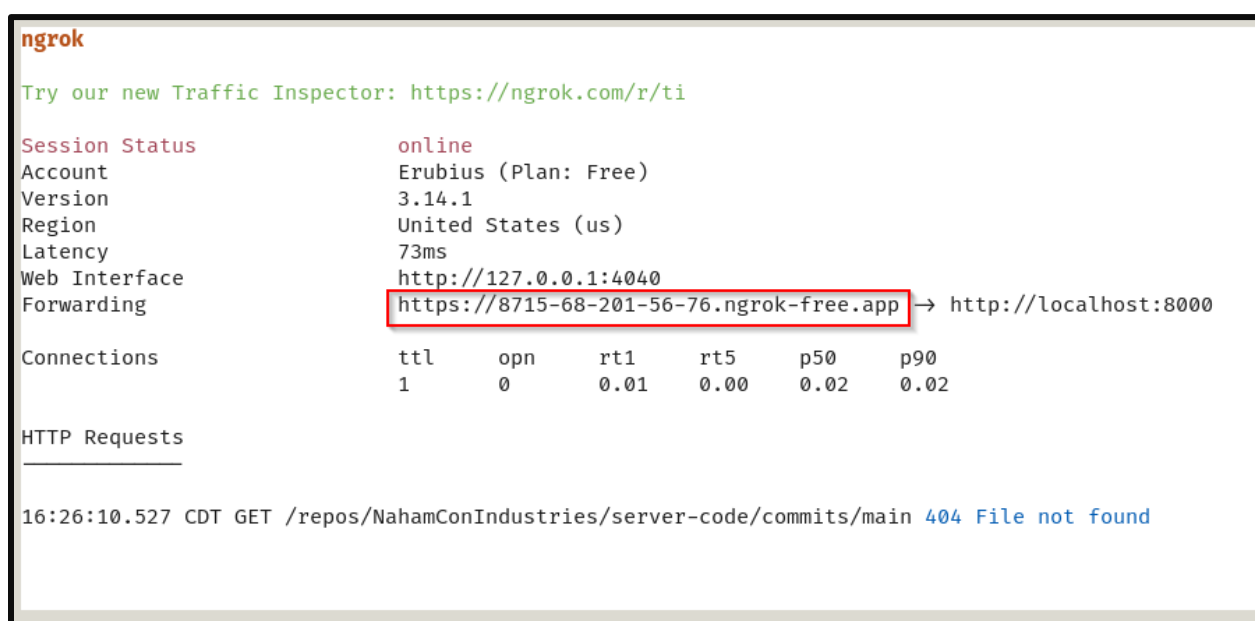 ngrok
Try our new Traffic Inspector: https://ngrok.com/r/ti
Session Status online
Account Erubius (Plan: Free)
Version 3.14.1
Region United States (us)
Latency 73ms
Web Interface http://127.0.0.1:4040
Forwarding https://8715-68-201-56-76.ngrok-free.app → http://localhost:8000
Connections ttl opn rt1 rt5 p50 p90
1 0 0.01 0.00 0.02 0.02
HTTP Requests
-------------
16:26:10.527 CDT GET /repos/NahamConIndustries/server-code/commits/main 404 File not found